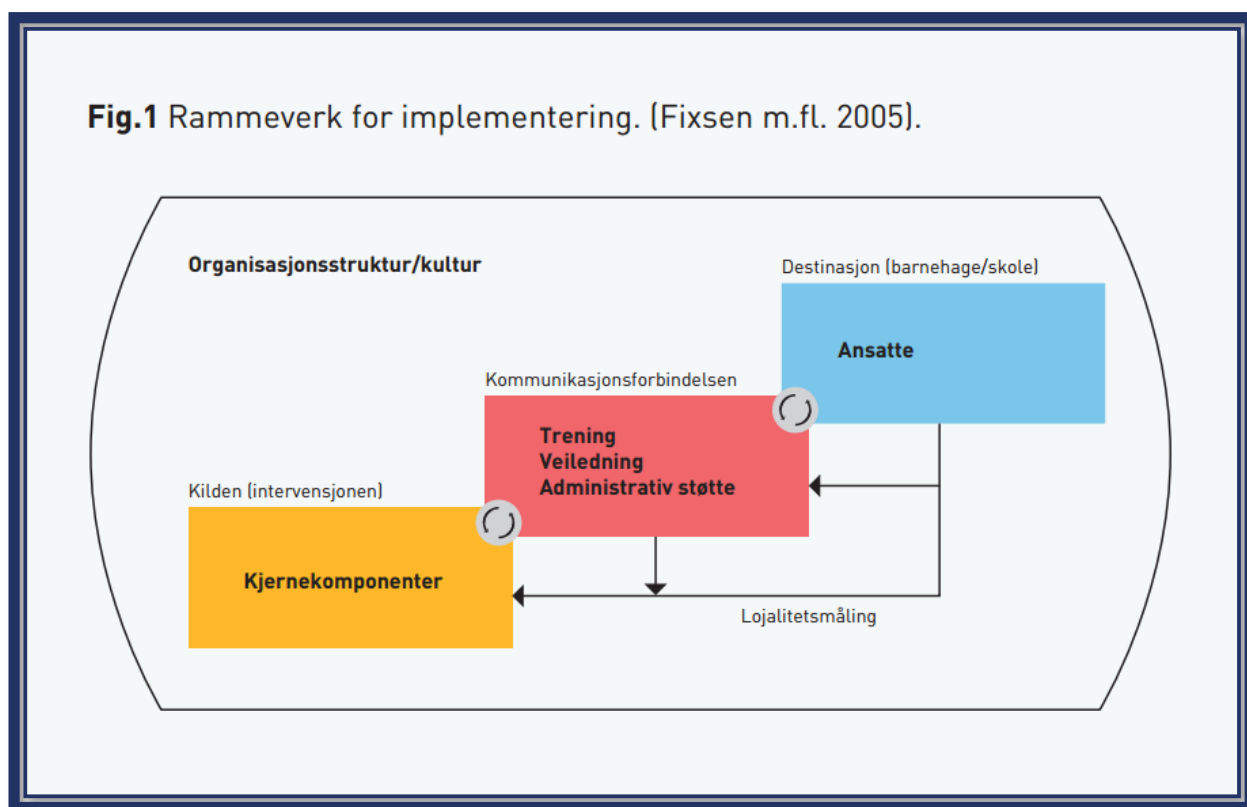 Fig.1 Rammeverk for implementering. (Fixsen m.fl. 2005).
Organisasjonsstruktur/kultur
Destinasjon (barnehage/skole)
Ansatte
Kommunikasjonsforbindelsen
Trening
Veiledning
Administrativ støtte
Kilden (intervensjonen)
Kjernekomponenter
Lojalitetsmåling